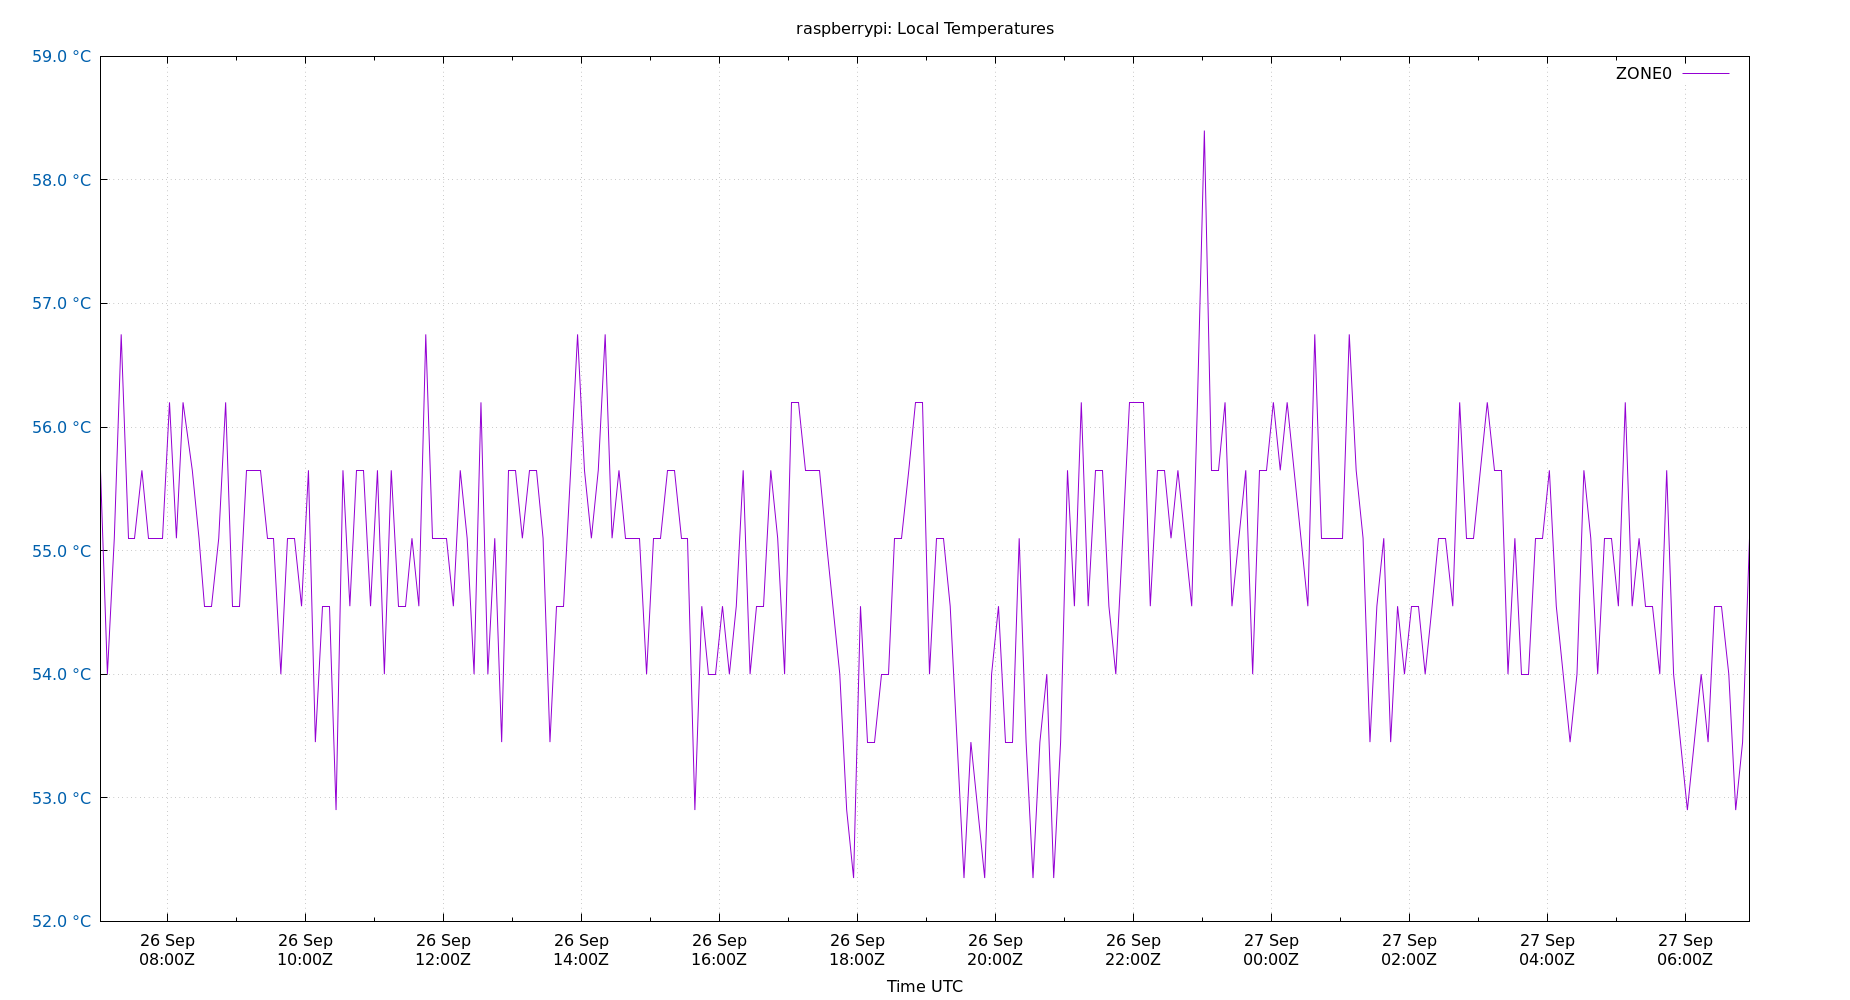 raspberrypi: Local Temperatures
ZONE0
59.0 °C
58.0 °C
57.0 °C
56.0 °C
55.0 °C
54.0 °C
53.0 °C
52.0 °C
26 Sep 26 Sep 26 Sep 26 Sep 26 Sep 26 Sep 26 Sep 26 Sep 27 Sep 27 Sep 27 Sep 27 Sep
08:00Z 10:00Z 12:00Z 14:00Z 16:00Z 18:00Z 20:00Z 22:00Z 00:00Z 02:00Z 04:00Z 06:00Z
Time UTC